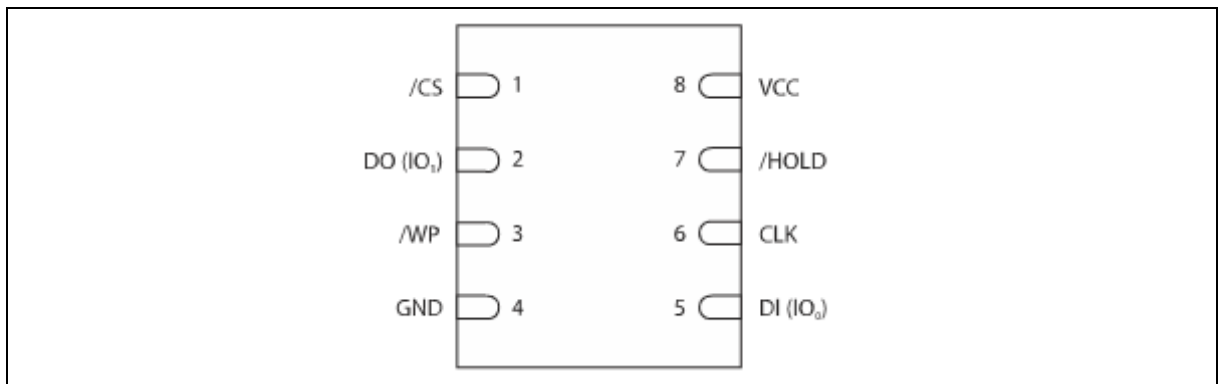 /CS 1 8 VCC
DO (IO₁) 2 7 /HOLD
/WP 3 6 CLK
GND 4 5 DI (IO₀)